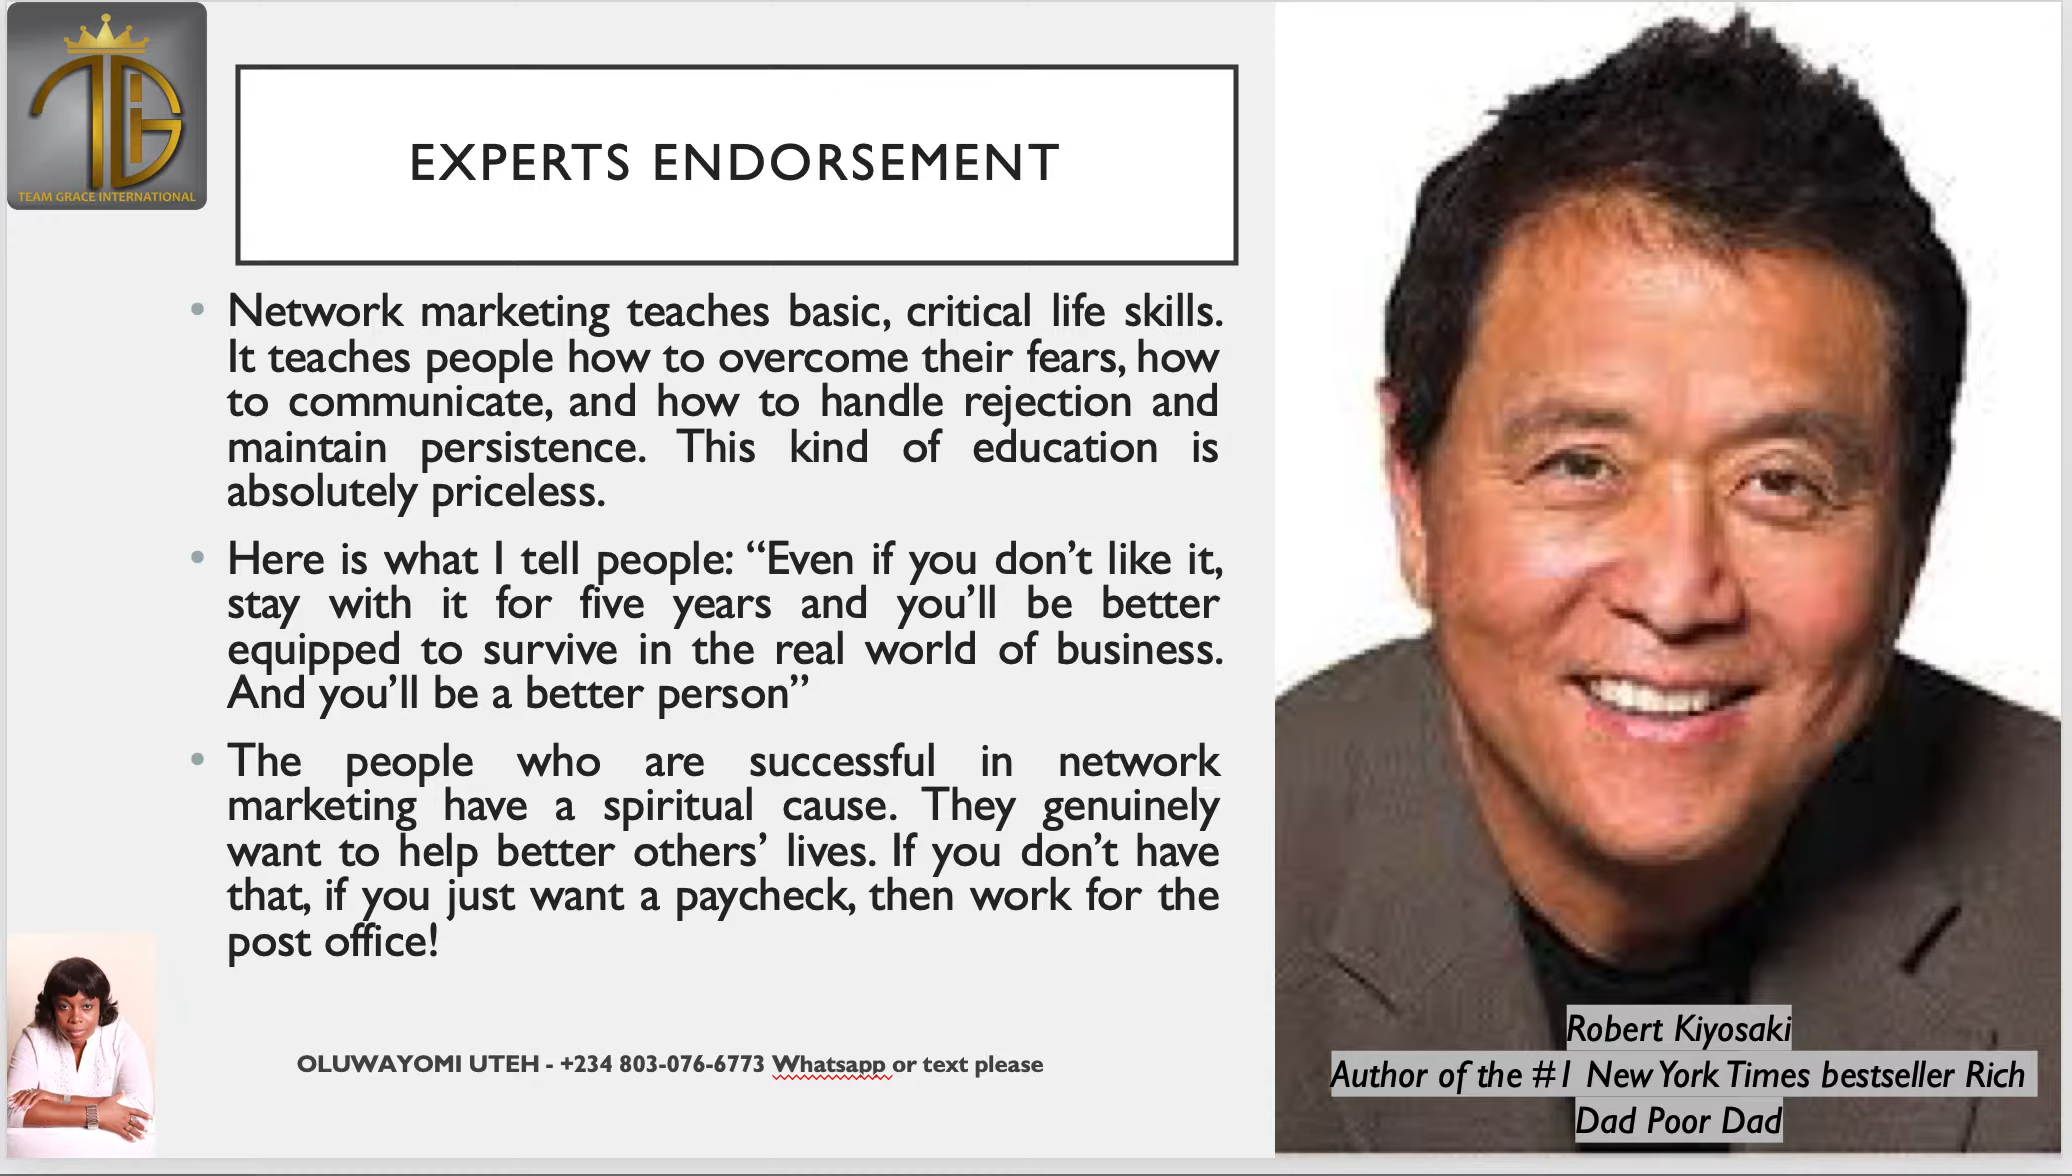 TEAM GRACE INTERNATIONAL
EXPERTS ENDORSEMENT
• Network marketing teaches basic, critical life skills.
It teaches people how to overcome their fears, how
to communicate, and how to handle rejection and
maintain persistence. This kind of education is
absolutely priceless.
• Here is what I tell people: “Even if you don’t like it,
stay with it for five years and you’ll be better
equipped to survive in the real world of business.
And you’ll be a better person”
• The people who are successful in network
marketing have a spiritual cause. They genuinely
want to help better others’ lives. If you don’t have
that, if you just want a paycheck, then work for the
post office!
OLUWAYOMI UTEH - +234 803-076-6773 Whatsapp or text please
Robert Kiyosaki
Author of the #1 New York Times bestseller Rich
Dad Poor Dad